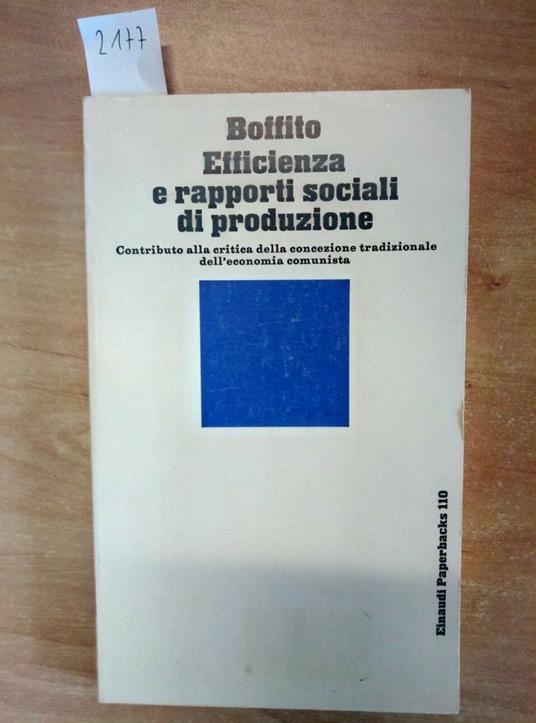 2177
Boffito
Efficienza
e rapporti sociali
di produzione
Contributo alla critica della concezione tradizionale
dell'economia comunista
Einaudi Paperbacks 110